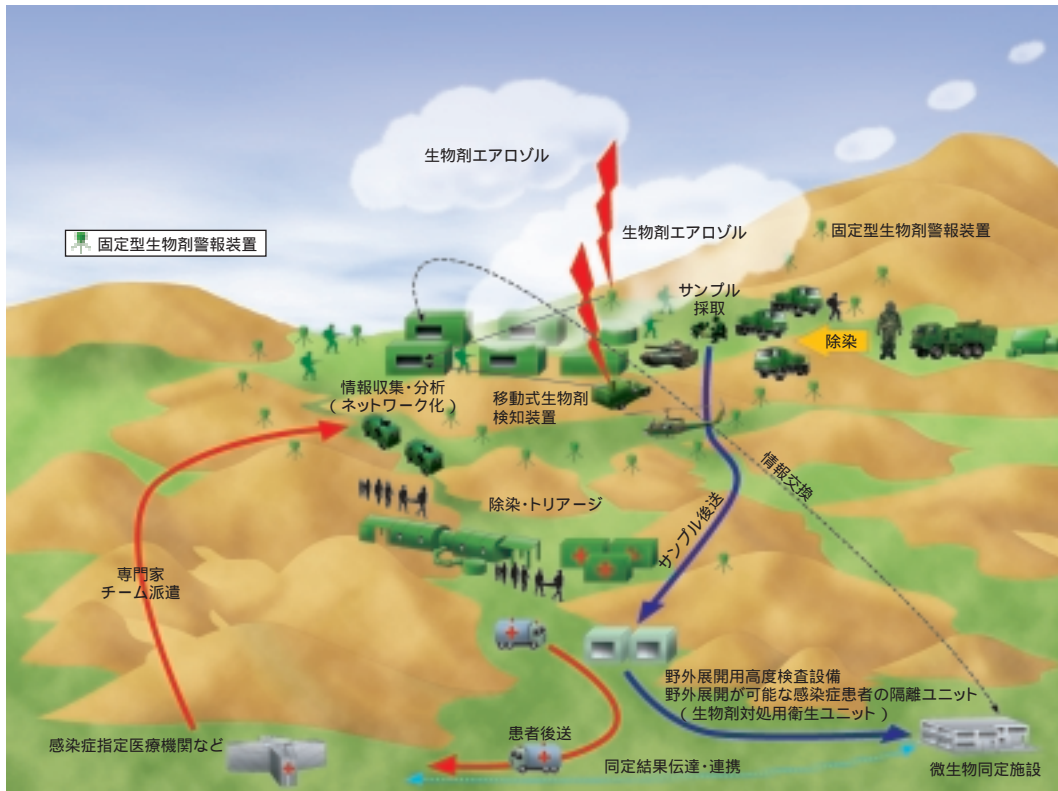 生物剤エアロゾル
生物剤エアロゾル
固定型生物剤警報装置
固定型生物剤警報装置
サンプル
採取
除染
情報収集・分析
(ネットワーク化)
移動式生物剤
検知装置
情報交換
除染・トリアージ
サンプル後送
専門家
チーム派遣
野外展開用高度検査設備
野外展開が可能な感染症患者の隔離ユニット
(生物剤対処用衛生ユニット)
感染症指定医療機関など
患者後送
同定結果伝達・連携
微生物同定施設